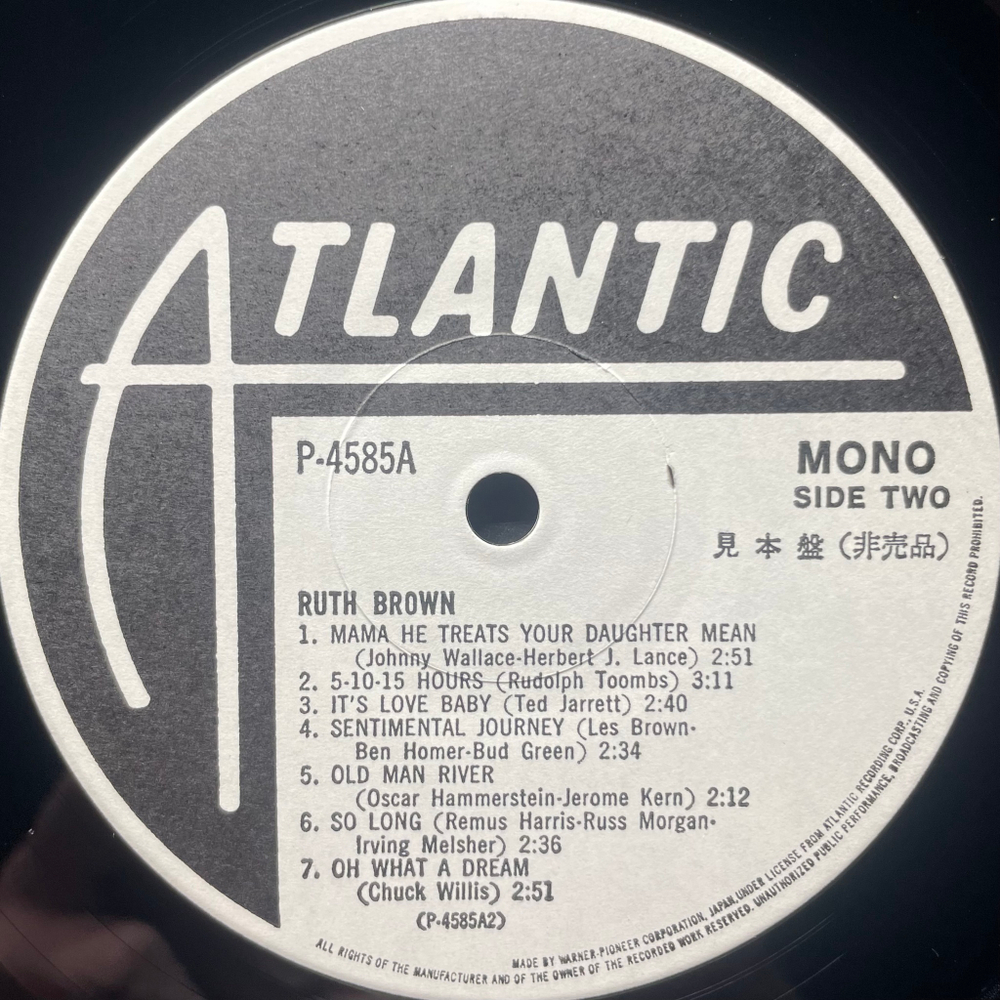 ATLANTIC
P-4585A
MONO
SIDE TWO
見本盤(非売品)
RUTH BROWN
1. MAMA HE TREATS YOUR DAUGHTER MEAN
(Johnny Wallace-Herbert J. Lance) 2:51
2. 5-10-15 HOURS (Rudolph Toombs) 3:11
3. IT'S LOVE BABY (Ted Jarrett) 2:40
4. SENTIMENTAL JOURNEY (Les Brown-
Ben Homer-Bud Green) 2:34
5. OLD MAN RIVER
(Oscar Hammerstein-Jerome Kern) 2:12
6. SO LONG (Remus Harris-Russ Morgan-
Irving Melsher) 2:36
7. OH WHAT A DREAM
(Chuck Willis) 2:51
(P-4585A2)
MADE BY WARNER-PIONEER CORPORATION, JAPAN, UNDER LICENSE FROM ATLANTIC RECORDING CORP., U.S.A.
ALL RIGHTS OF THE MANUFACTURER AND OF THE OWNER OF THE RECORDED WORK RESERVED. UNAUTHORIZED PUBLIC PERFORMANCE, BROADCASTING AND COPYING OF THIS RECORD PROHIBITED.